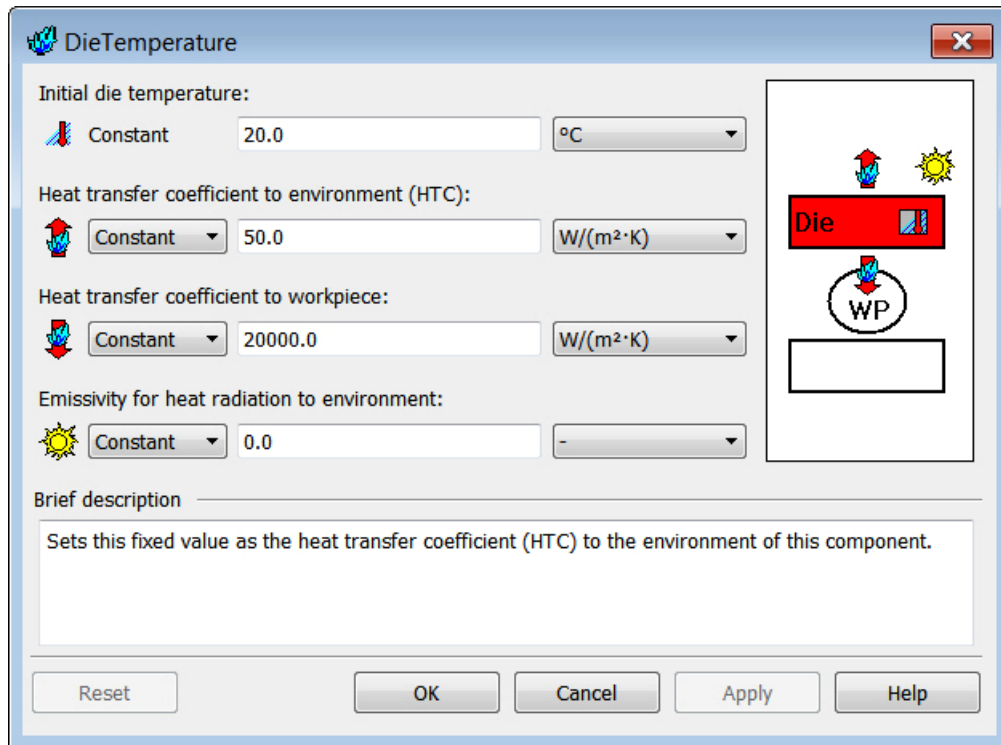 DieTemperature
Initial die temperature:
Constant 20.0 °C
Heat transfer coefficient to environment (HTC):
Constant 50.0 W/(m²·K)
Die
Heat transfer coefficient to workpiece:
WP
Constant 20000.0 W/(m²·K)
Emissivity for heat radiation to environment:
Constant 0.0 -
Brief description
Sets this fixed value as the heat transfer coefficient (HTC) to the environment of this component.
Reset OK Cancel Apply Help